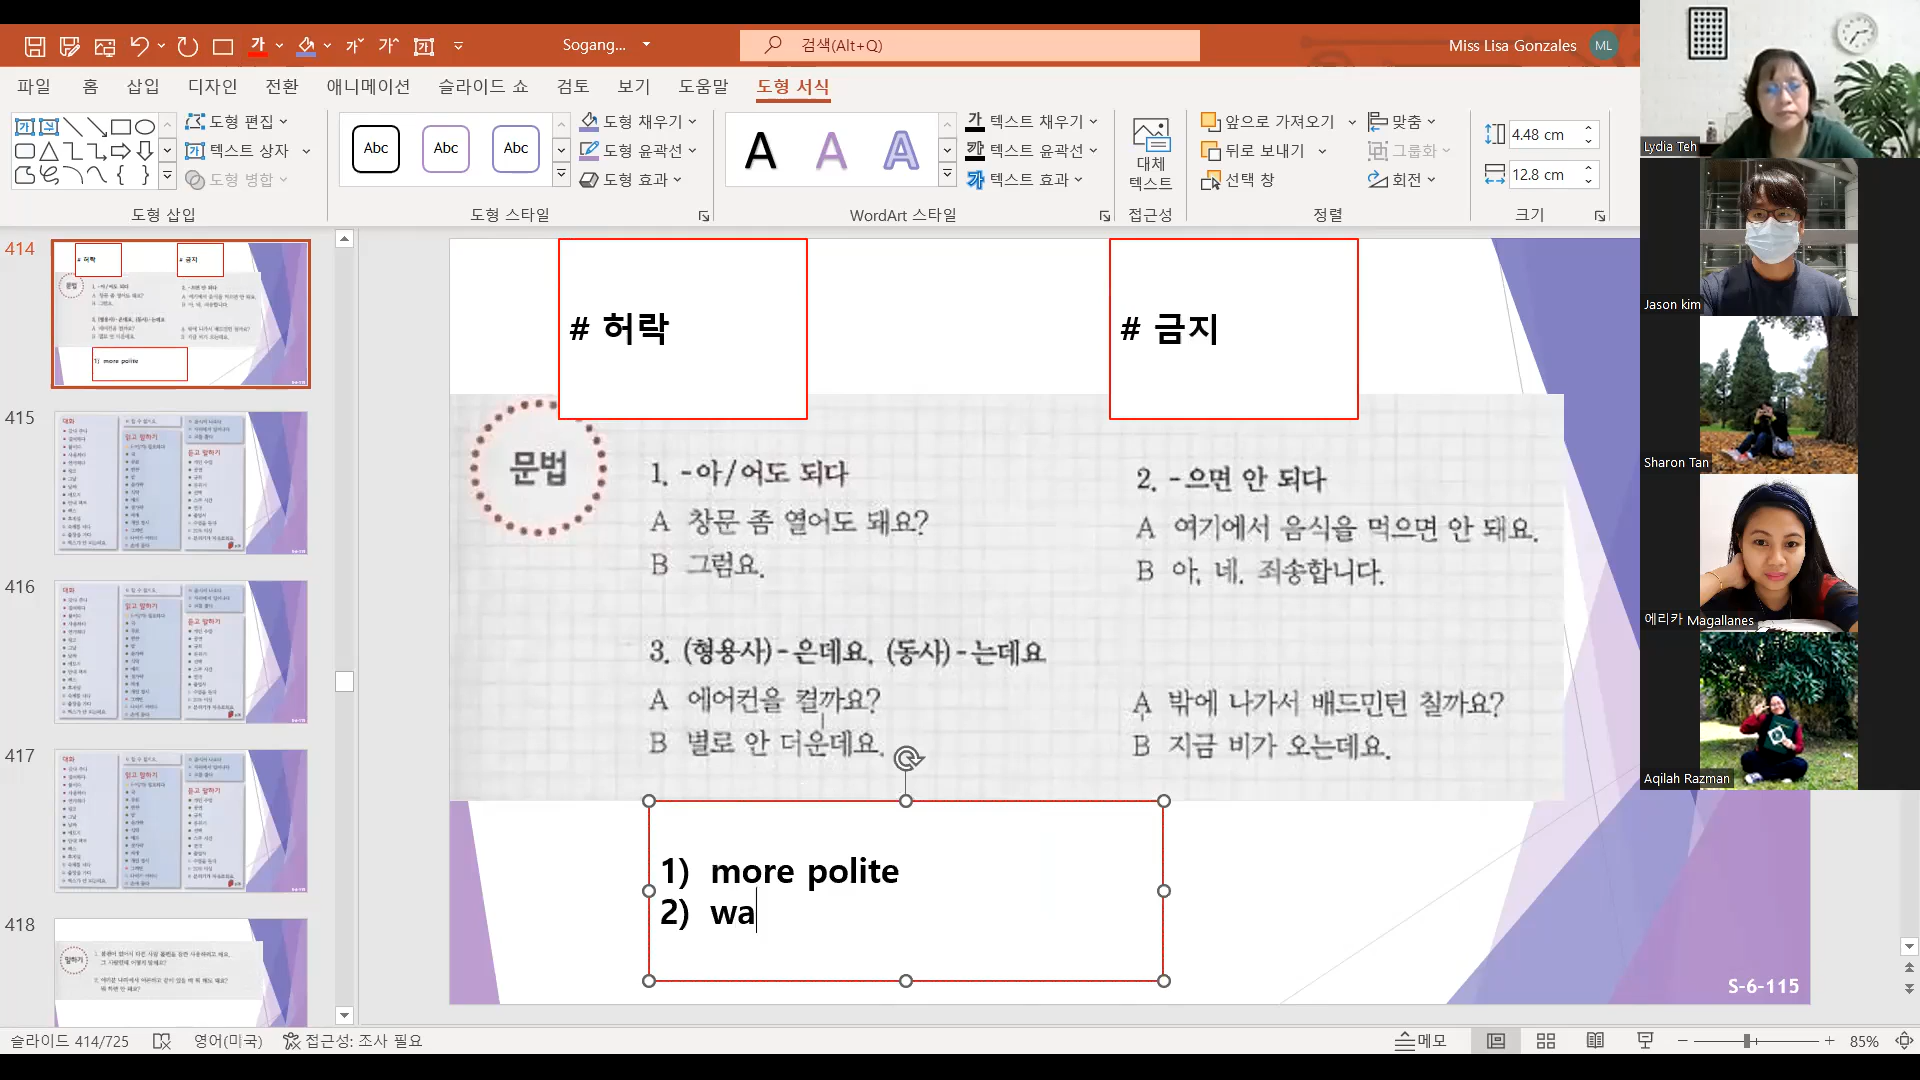 Sogang...
검색(Alt+Q)
Miss Lisa Gonzales
ML
파일 홈 삽입 디자인 전환 애니메이션 슬라이드 쇼 검토 보기 도움말 도형 서식
도형 편집
텍스트 상자
도형 병합
도형 삽입
Abc Abc Abc
도형 채우기
도형 윤곽선
도형 효과
도형 스타일
A A A
텍스트 채우기
텍스트 윤곽선
텍스트 효과
WordArt 스타일
대체
텍스트
접근성
앞으로 가져오기
뒤로 보내기
선택 창
맞춤
그룹화
회전
정렬
4.48 cm
12.8 cm
크기
414
415
416
417
418
# 허락
# 금지
문법
1. -아/어도 되다
A 창문 좀 열어도 돼요?
B 그럼요.
2. -으면 안 되다
A 여기에서 음식을 먹으면 안 돼요.
B 아, 네. 죄송합니다.
3. (형용사)-은데요, (동사)-는데요
A 에어컨을 켤까요?
B 별로 안 더운데요.
A 밖에 나가서 배드민턴 칠까요?
B 지금 비가 오는데요.
1) more polite
2) wa
S-6-115
Lydia Teh
Jason kim
Sharon Tan
에리카 Magallanes
Aqilah Razman
슬라이드 414/725
영어(미국)
접근성: 조사 필요
메모
85%